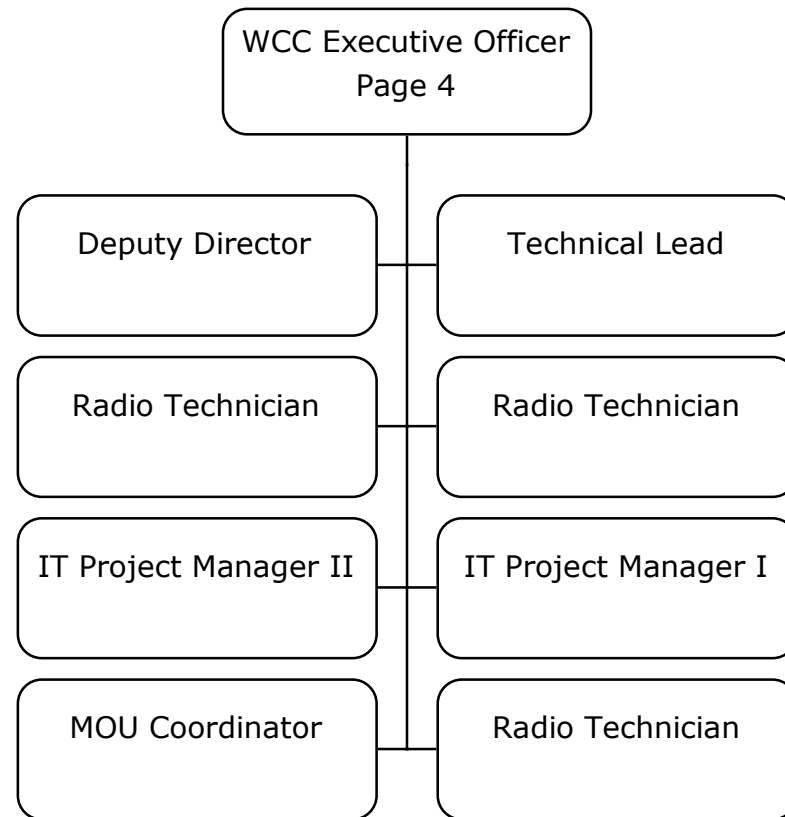 WCC Executive Officer
Page 4
Deputy Director
Technical Lead
Radio Technician
Radio Technician
IT Project Manager II
IT Project Manager I
MOU Coordinator
Radio Technician